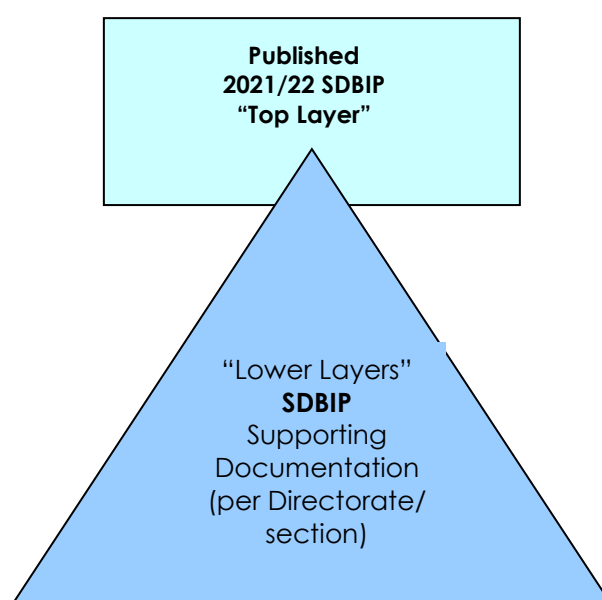 Published
2021/22 SDBIP
“Top Layer”
“Lower Layers”
SDBIP
Supporting
Documentation
(per Directorate/
section)